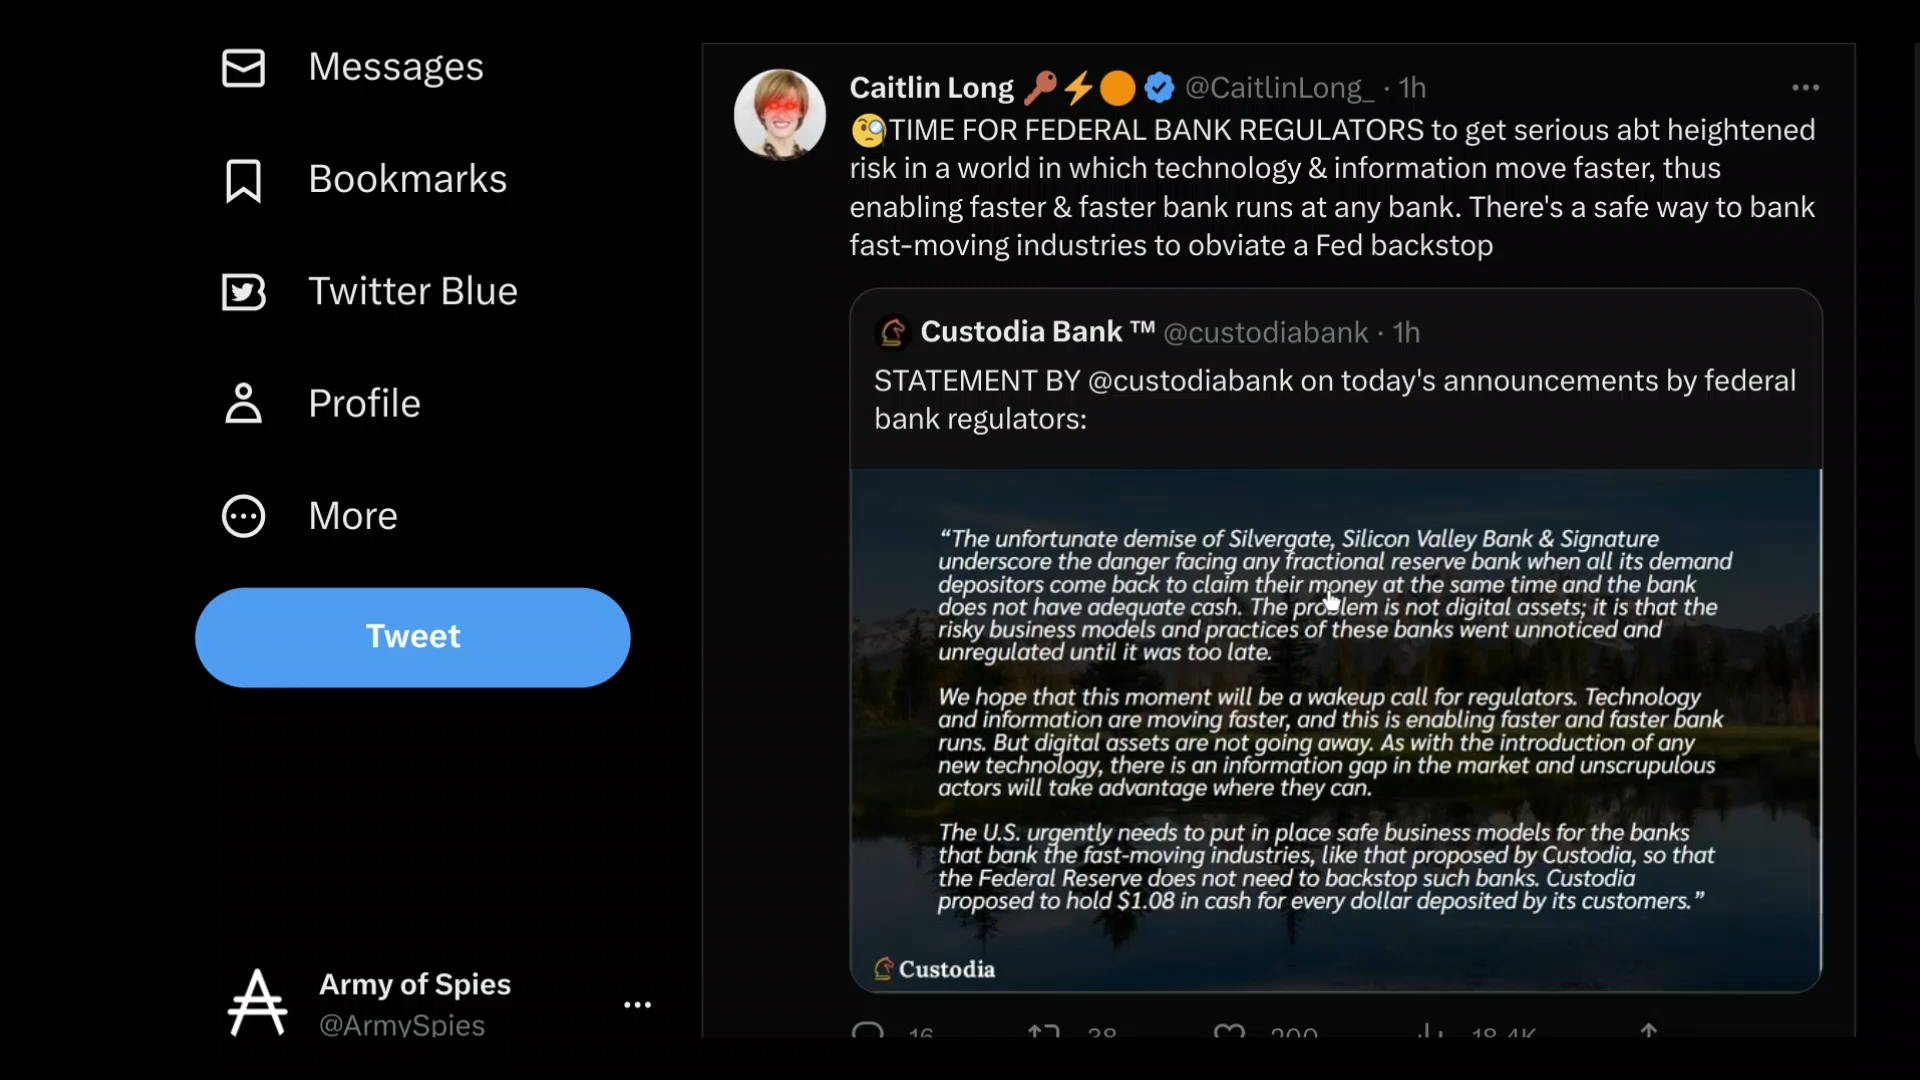 Messages
Bookmarks
Twitter Blue
Profile
More
Tweet
Army of Spies
@ArmySpies
Caitlin Long 🔑⚡🟠 @CaitlinLong_ · 1h
🧐TIME FOR FEDERAL BANK REGULATORS to get serious abt heightened
risk in a world in which technology & information move faster, thus
enabling faster & faster bank runs at any bank. There's a safe way to bank
fast-moving industries to obviate a Fed backstop
Custodia Bank ™ @custodiabank · 1h
STATEMENT BY @custodiabank on today's announcements by federal
bank regulators:
“The unfortunate demise of Silvergate, Silicon Valley Bank & Signature
underscore the danger facing any fractional reserve bank when all its demand
depositors come back to claim their money at the same time and the bank
does not have adequate cash. The problem is not digital assets; it is that the
risky business models and practices of these banks went unnoticed and
unregulated until it was too late.
We hope that this moment will be a wakeup call for regulators. Technology
and information are moving faster, and this is enabling faster and faster bank
runs. But digital assets are not going away. As with the introduction of any
new technology, there is an information gap in the market and unscrupulous
actors will take advantage where they can.
The U.S. urgently needs to put in place safe business models for the banks
that bank the fast-moving industries, like that proposed by Custodia, so that
the Federal Reserve does not need to backstop such banks. Custodia
proposed to hold $1.08 in cash for every dollar deposited by its customers.”
Custodia
16 38 200 18.4K